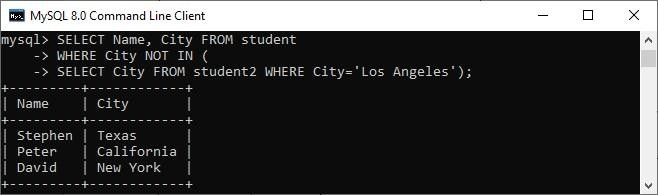 MySQL 8.0 Command Line Client
mysql> SELECT Name, City FROM student
    -> WHERE City NOT IN (
    -> SELECT City FROM student2 WHERE City='Los Angeles');
+---------+------------+
| Name    | City       |
+---------+------------+
| Stephen | Texas      |
| Peter   | California |
| David   | New York   |
+---------+------------+